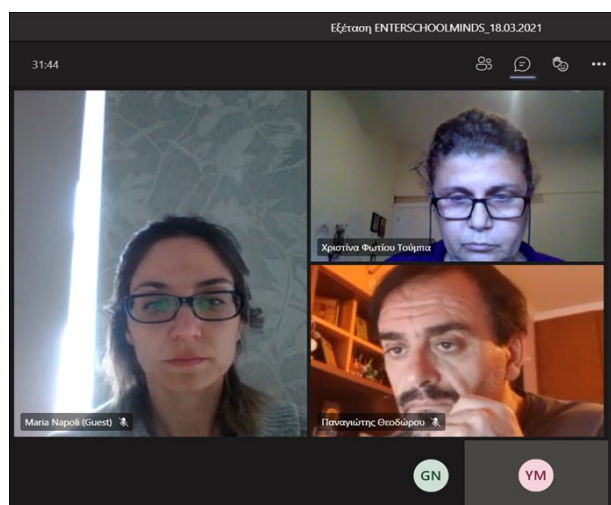 Εξέταση ENTERSCHOOLMINDS_18.03.2021
31:44
Χριστίνα Φωτίου Τούμπα
Maria Napoli (Guest)
Παναγιώτης Θεοδώρου
GN
YM